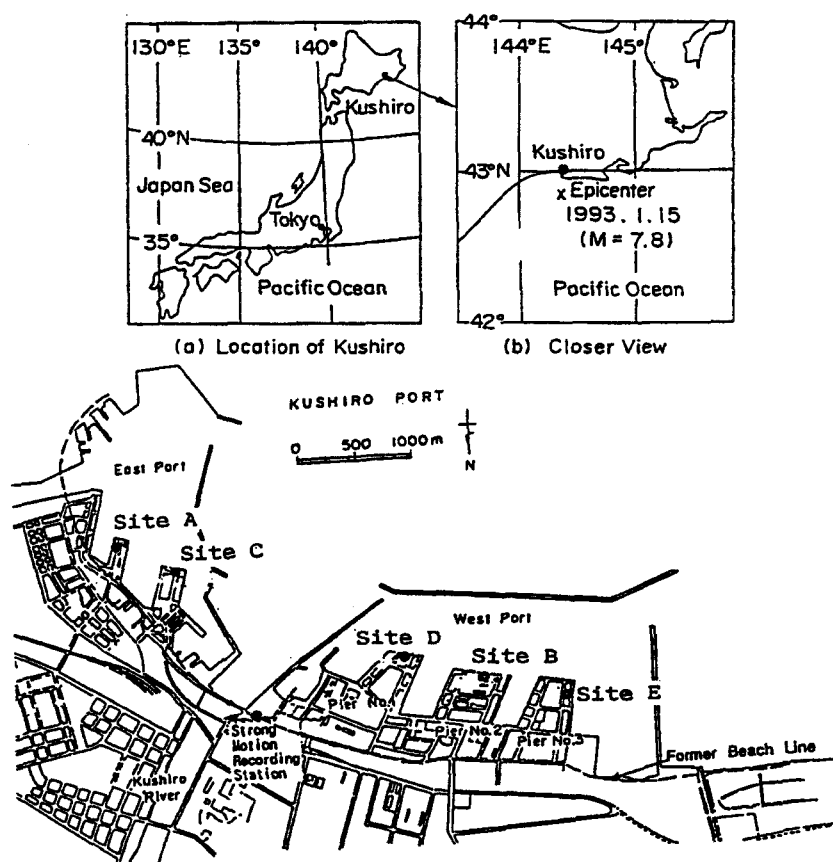 130°E 135° 140°
Kushiro
40°N
Japan Sea
Tokyo
35°
Pacific Ocean
(a) Location of Kushiro
44°
144°E 145°
Kushiro
43°N
x Epicenter
1993. 1.15
(M = 7.8)
Pacific Ocean
42°
(b) Closer View
KUSHIRO PORT
0 500 1000m
N
East Port
Site A
Site C
West Port
Site D
Site B
Site E
Pier No.1
Pier No.2
Pier No.3
Strong
Motion
Recording
Station
Kushiro
River
Former Beach Line